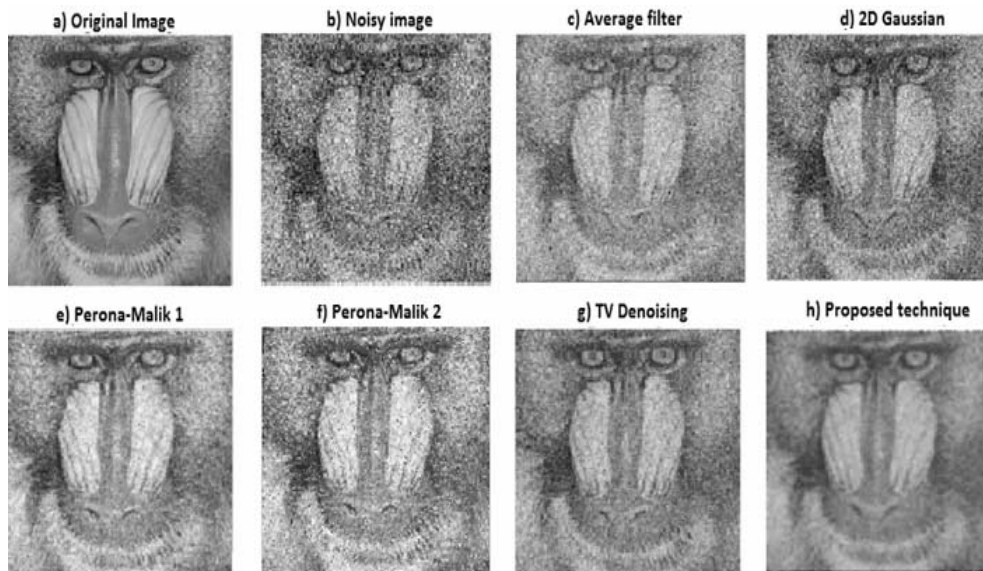 a) Original Image
b) Noisy image
c) Average filter
d) 2D Gaussian
e) Perona-Malik 1
f) Perona-Malik 2
g) TV Denoising
h) Proposed technique